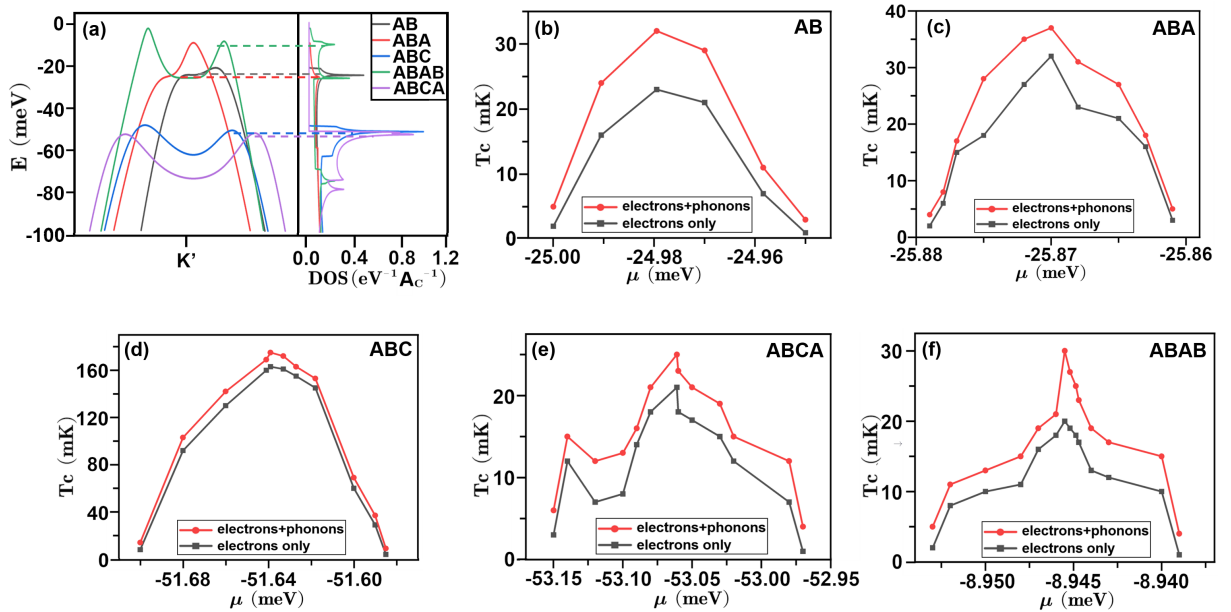 (a)
AB
ABA
ABC
ABAB
ABCA
0
-20
-40
-60
-80
-100
E (meV)
K'
0.0 0.4 0.8 1.2
DOS(eV⁻¹A_C⁻¹)
(b) AB
30
20
10
0
Tc (mK)
electrons+phonons
electrons only
-25.00 -24.98 -24.96
μ (meV)
(c) ABA
40
30
20
10
0
Tc (mK)
electrons+phonons
electrons only
-25.88 -25.87 -25.86
μ (meV)
(d) ABC
160
120
80
40
0
Tc (mK)
electrons+phonons
electrons only
-51.68 -51.64 -51.60
μ (meV)
(e) ABCA
20
10
0
Tc (mK)
electrons+phonons
electrons only
-53.15 -53.10 -53.05 -53.00 -52.95
μ (meV)
(f) ABAB
30
20
10
0
Tc (mK)
electrons+phonons
electrons only
-8.950 -8.945 -8.940
μ (meV)